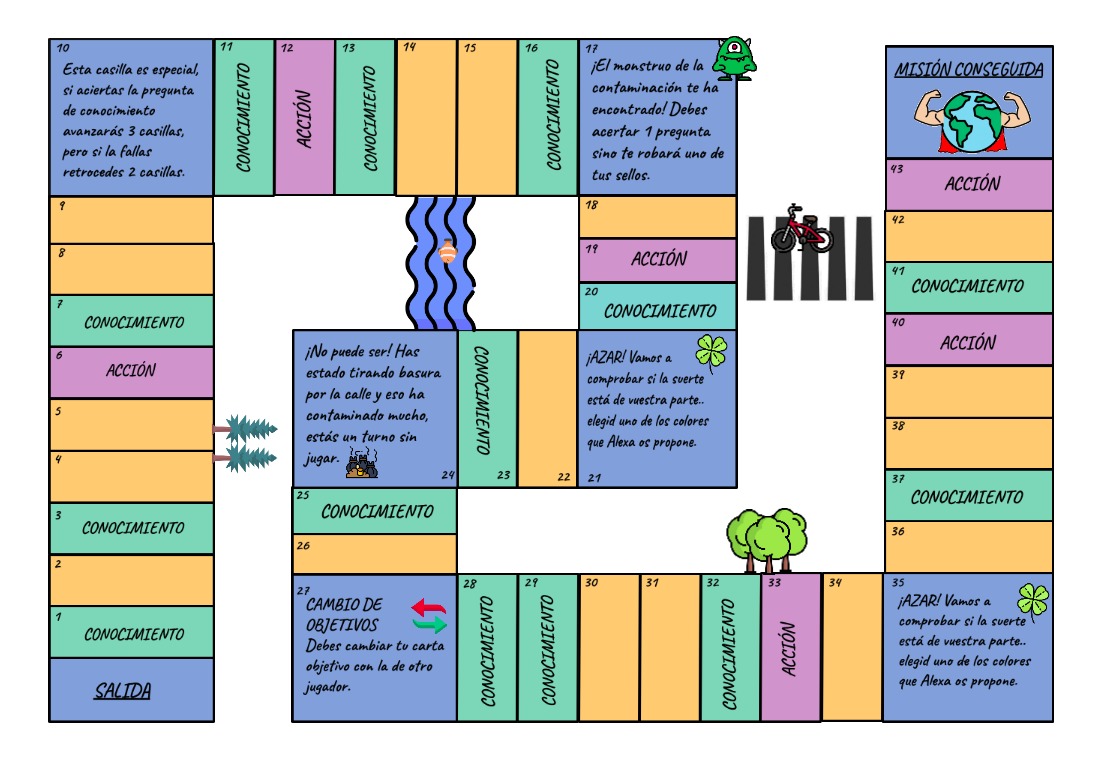 SALIDA
1
CONOCIMIENTO
2
3
CONOCIMIENTO
4
5
6
ACCIÓN
7
CONOCIMIENTO
8
9
10
Esta casilla es especial,
si aciertas la pregunta
de conocimiento
avanzarás 3 casillas,
pero si la fallas
retrocedes 2 casillas.
11
CONOCIMIENTO
12
ACCIÓN
13
CONOCIMIENTO
14
15
16
CONOCIMIENTO
17
¡El monstruo de la
contaminación te ha
encontrado! Debes
acertar 1 pregunta
sino te robará uno de
tus sellos.
18
19
ACCIÓN
20
CONOCIMIENTO
¡AZAR! Vamos a
comprobar si la suerte
está de vuestra parte..
elegid uno de los colores
que Alexa os propone.
21
22
CONOCIMIENTO
23
¡No puede ser! Has
estado tirando basura
por la calle y eso ha
contaminado mucho,
estás un turno sin
jugar.
24
25
CONOCIMIENTO
26
27
CAMBIO DE
OBJETIVOS
Debes cambiar tu carta
objetivo con la de otro
jugador.
28
CONOCIMIENTO
29
CONOCIMIENTO
30
31
32
CONOCIMIENTO
33
ACCIÓN
34
35
¡AZAR! Vamos a
comprobar si la suerte
está de vuestra parte..
elegid uno de los colores
que Alexa os propone.
36
37
CONOCIMIENTO
38
39
40
ACCIÓN
41
CONOCIMIENTO
42
43
ACCIÓN
MISIÓN CONSEGUIDA